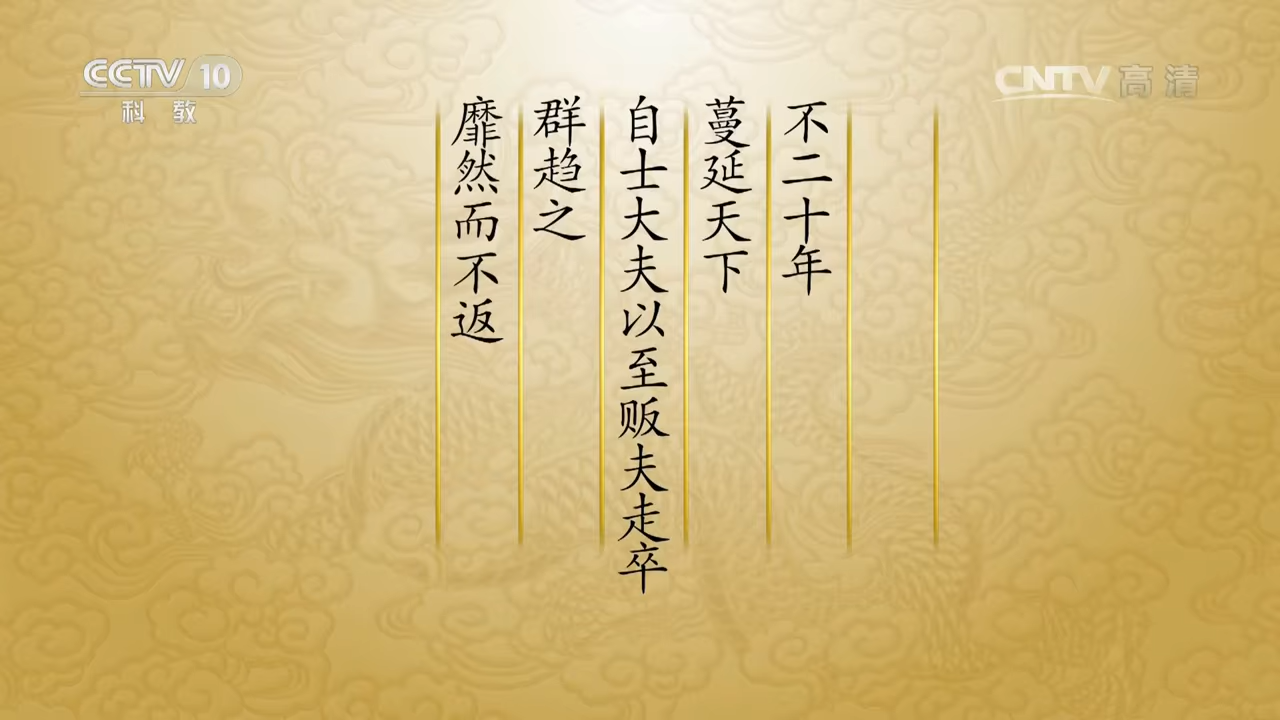 CCTV 10
科教
CNTV高清
不二十年
蔓延天下
自士大夫以至贩夫走卒
群趋之
靡然而不返